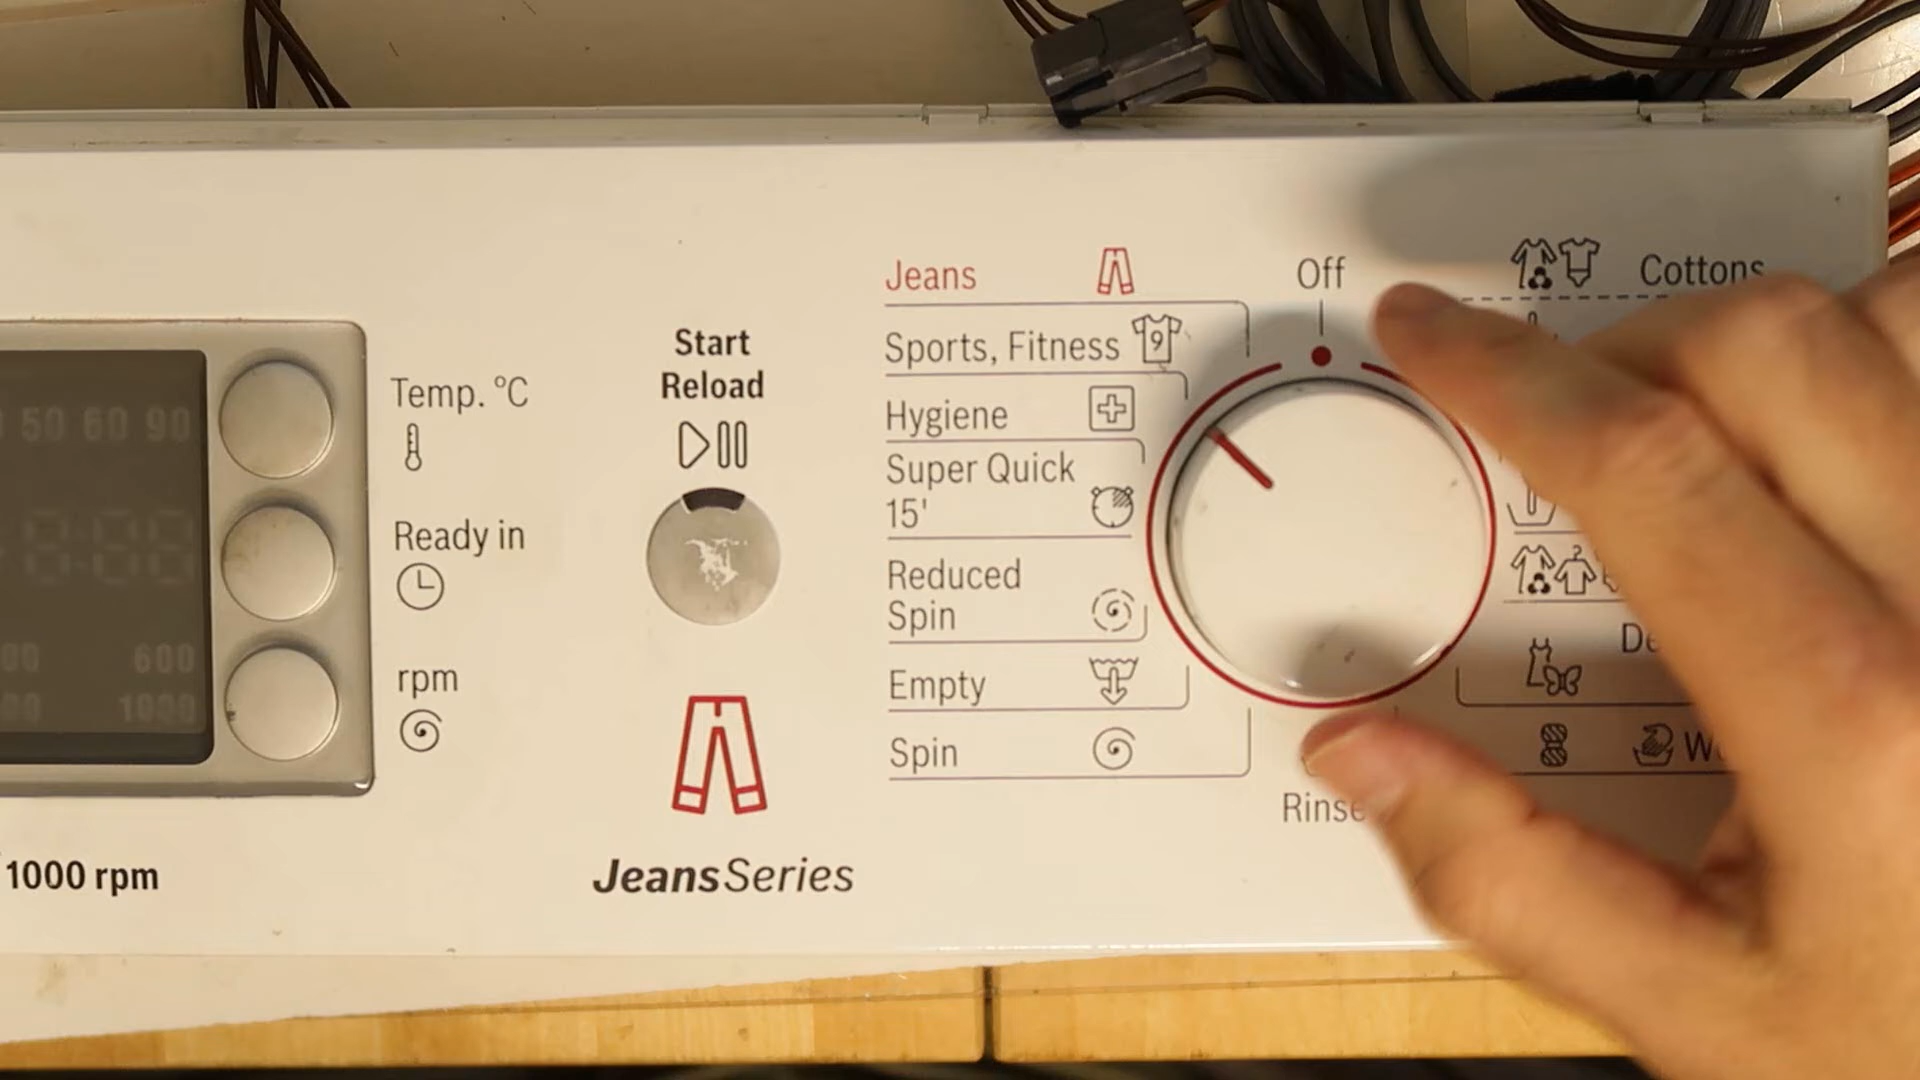 Jeans
Off
Cottons
Sports, Fitness 9
Start
Reload
Hygiene
Temp. °C
50 60 90
Super Quick
15'
Ready in
Reduced
Spin
600
1000
rpm
Empty
Spin
Rinse
JeansSeries
1000 rpm